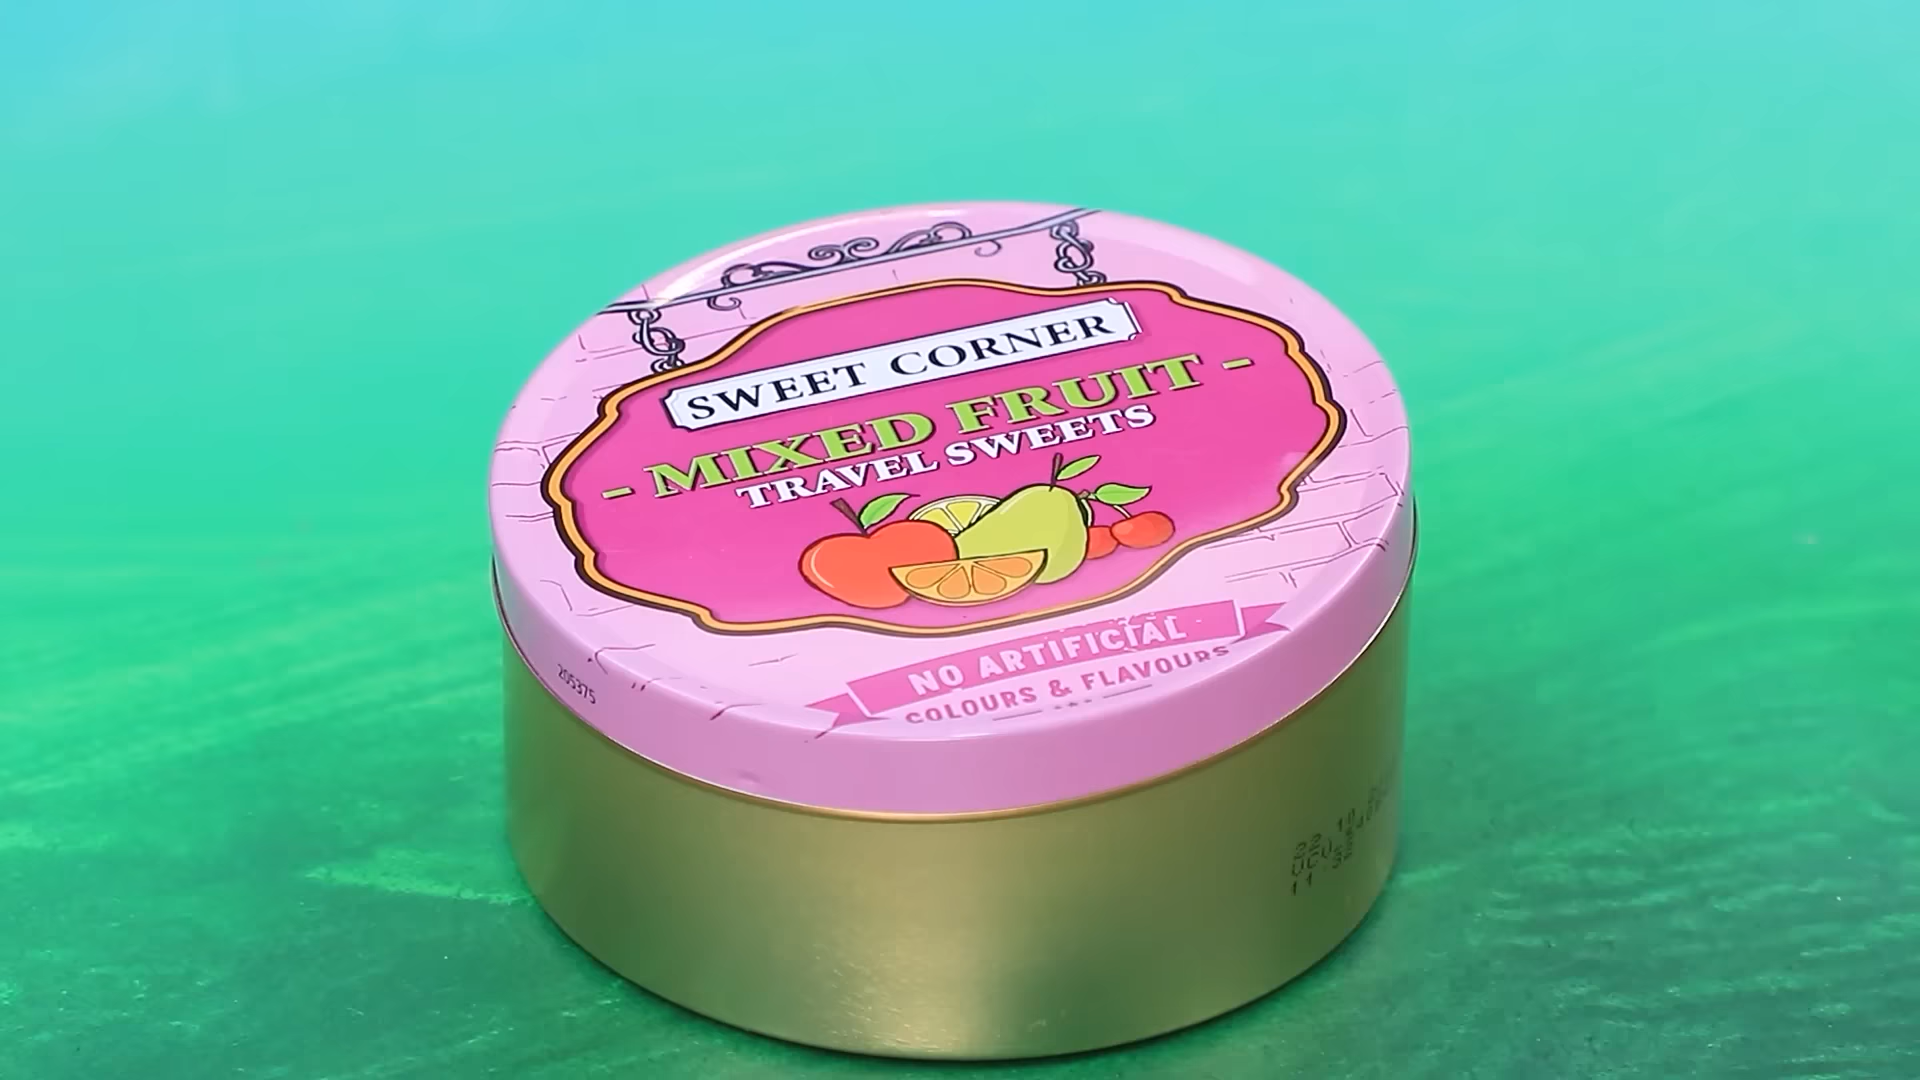 SWEET CORNER
- MIXED FRUIT -
TRAVEL SWEETS
NO ARTIFICIAL
COLOURS & FLAVOURS
205375